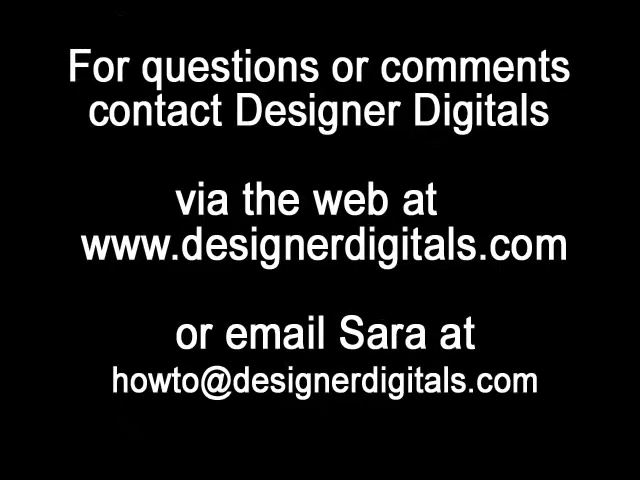 For questions or comments
contact Designer Digitals
via the web at
www.designerdigitals.com
or email Sara at
howto@designerdigitals.com